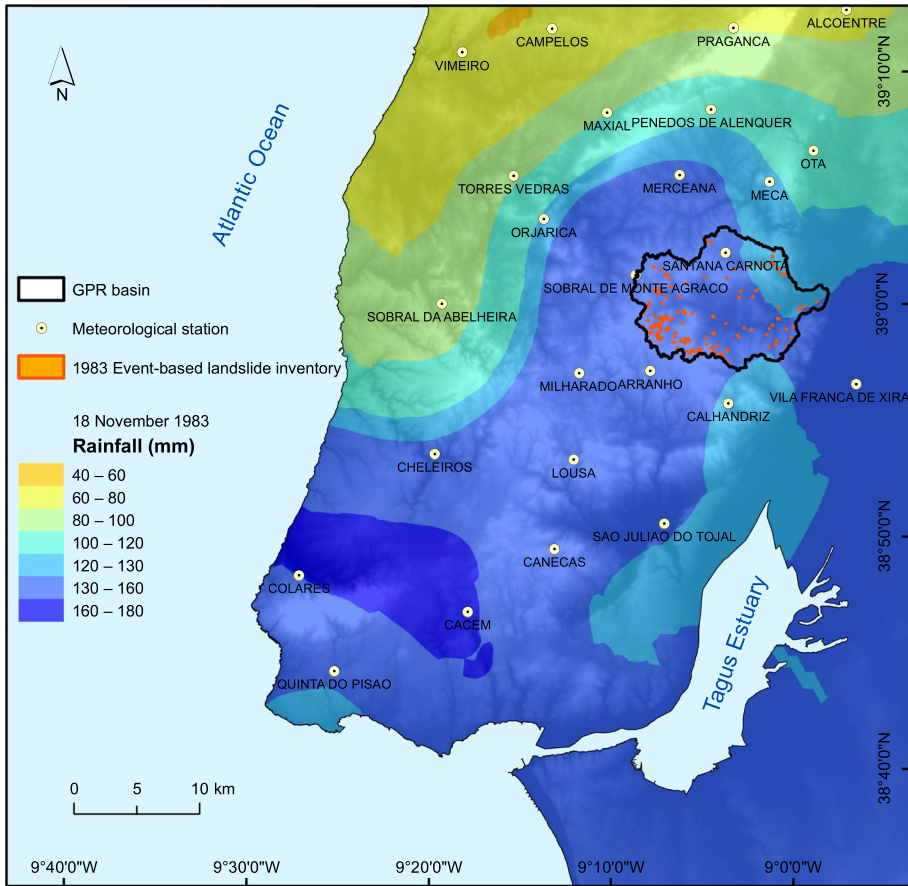 ALCOENTRE
CAMPELOS
PRAGANCA
VIMEIRO
39°10'0"N
N
MAXIAL
PENEDOS DE ALENQUER
Atlantic Ocean
OTA
TORRES VEDRAS
MERCEANA
MECA
ORJARICA
SANTANA CARNOTA
GPR basin
SOBRAL DE MONTE AGRACO
39°0'0"N
SOBRAL DA ABELHEIRA
Meteorological station
1983 Event-based landslide inventory
MILHARADO
ARRANHO
VILA FRANCA DE XIRA
CALHANDRIZ
18 November 1983
Rainfall (mm)
40 – 60
60 – 80
80 – 100
100 – 120
120 – 130
130 – 160
160 – 180
CHELEIROS
LOUSA
SAO JULIAO DO TOJAL
38°50'0"N
CANECAS
COLARES
CACEM
Tagus Estuary
QUINTA DO PISAO
38°40'0"N
0 5 10 km
9°40'0"W 9°30'0"W 9°20'0"W 9°10'0"W 9°0'0"W